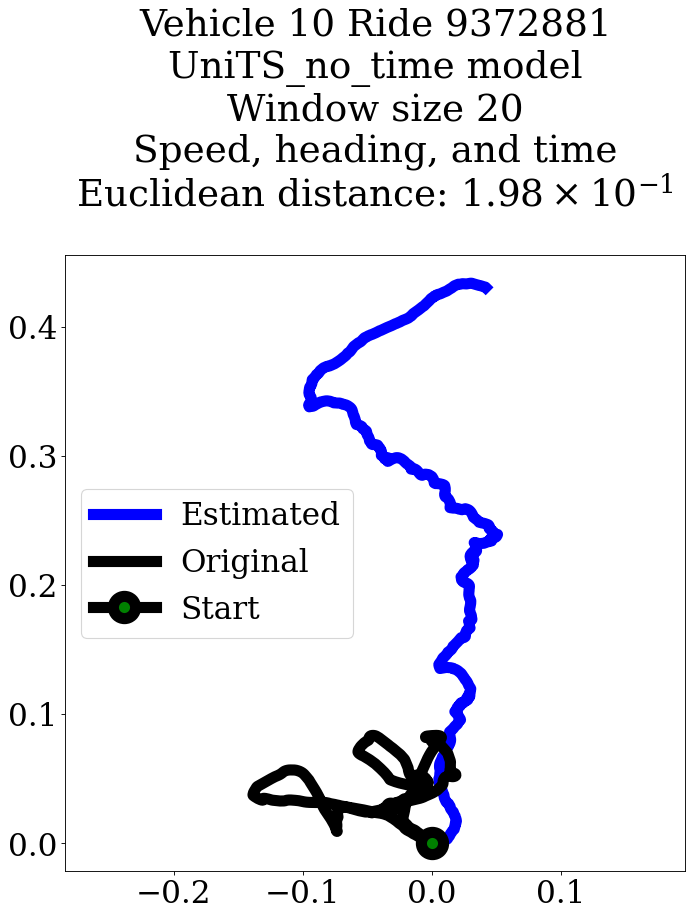 Vehicle 10 Ride 9372881
UniTS_no_time model
Window size 20
Speed, heading, and time
Euclidean distance: 1.98 × 10⁻¹
0.4
0.3
Estimated
Original
Start
0.2
0.1
0.0
−0.2 −0.1 0.0 0.1